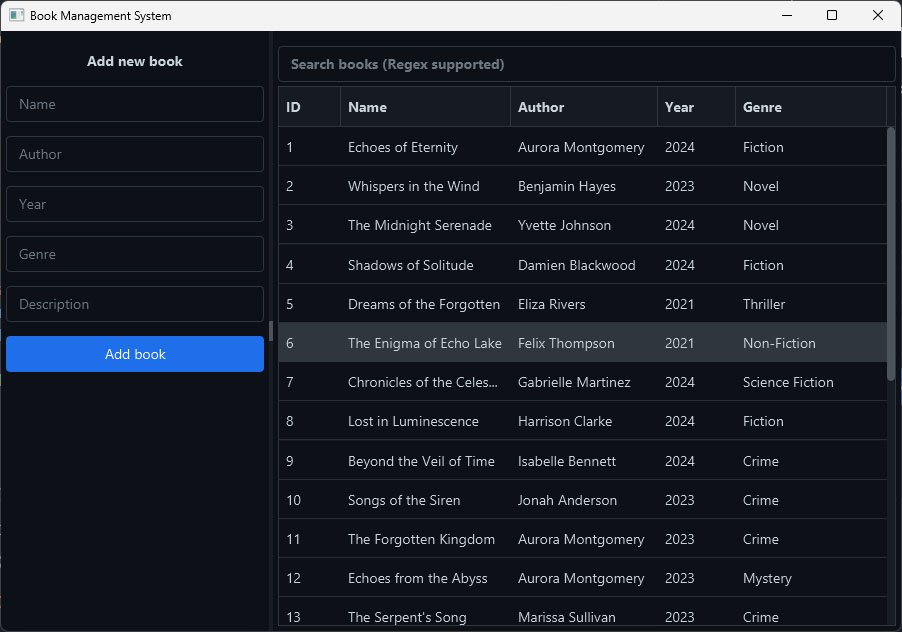 Book Management System
Add new book
Name
Author
Year
Genre
Description
Add book
Search books (Regex supported)
ID Name Author Year Genre
1 Echoes of Eternity Aurora Montgomery 2024 Fiction
2 Whispers in the Wind Benjamin Hayes 2023 Novel
3 The Midnight Serenade Yvette Johnson 2024 Novel
4 Shadows of Solitude Damien Blackwood 2024 Fiction
5 Dreams of the Forgotten Eliza Rivers 2021 Thriller
6 The Enigma of Echo Lake Felix Thompson 2021 Non-Fiction
7 Chronicles of the Celes... Gabrielle Martinez 2024 Science Fiction
8 Lost in Luminescence Harrison Clarke 2024 Fiction
9 Beyond the Veil of Time Isabelle Bennett 2024 Crime
10 Songs of the Siren Jonah Anderson 2023 Crime
11 The Forgotten Kingdom Aurora Montgomery 2023 Crime
12 Echoes from the Abyss Aurora Montgomery 2023 Mystery
13 The Serpent's Song Marissa Sullivan 2023 Crime